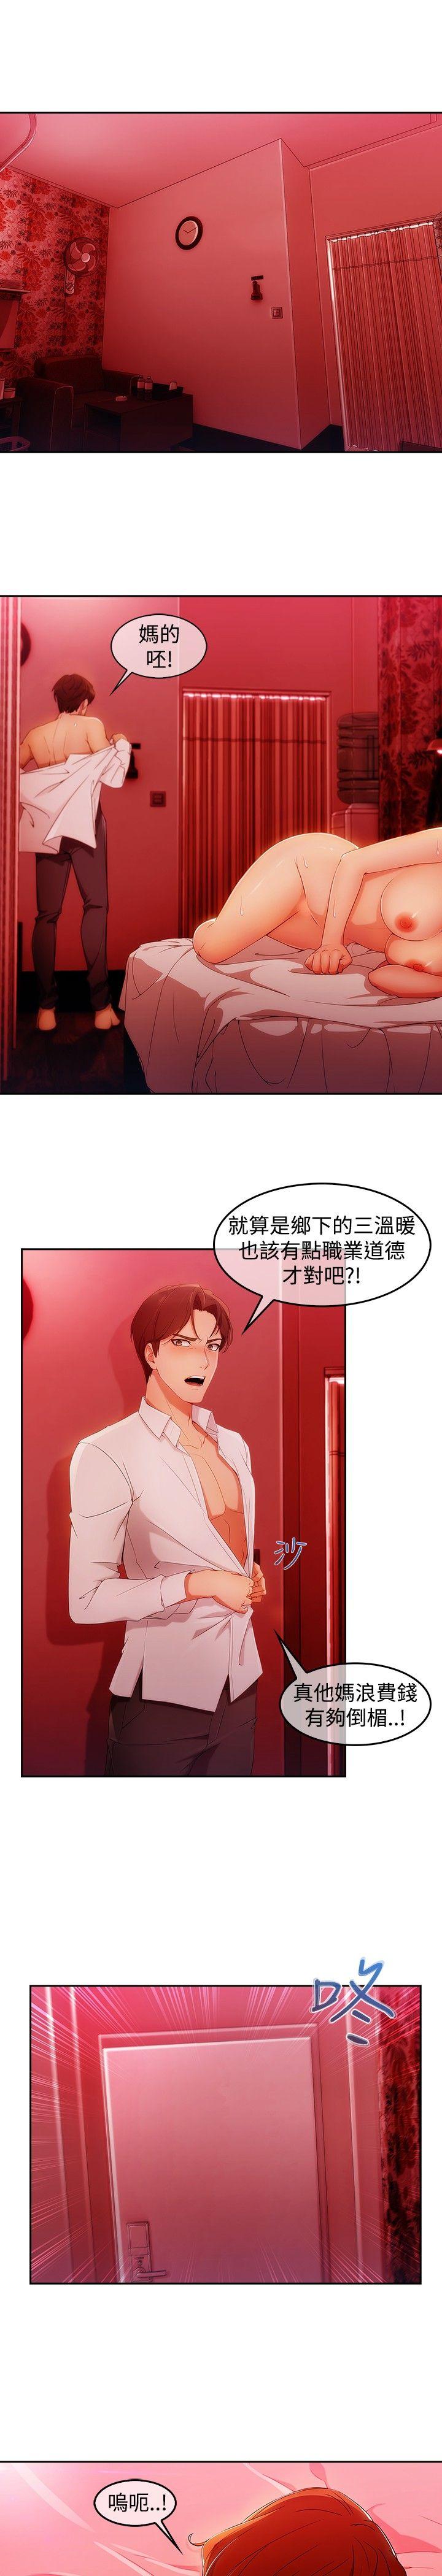 媽的
呸!
就算是鄉下的三溫暖
也該有點職業道德
才對吧?!
沙
真他媽浪費錢
有夠倒楣..!
咚
嗚呃..!